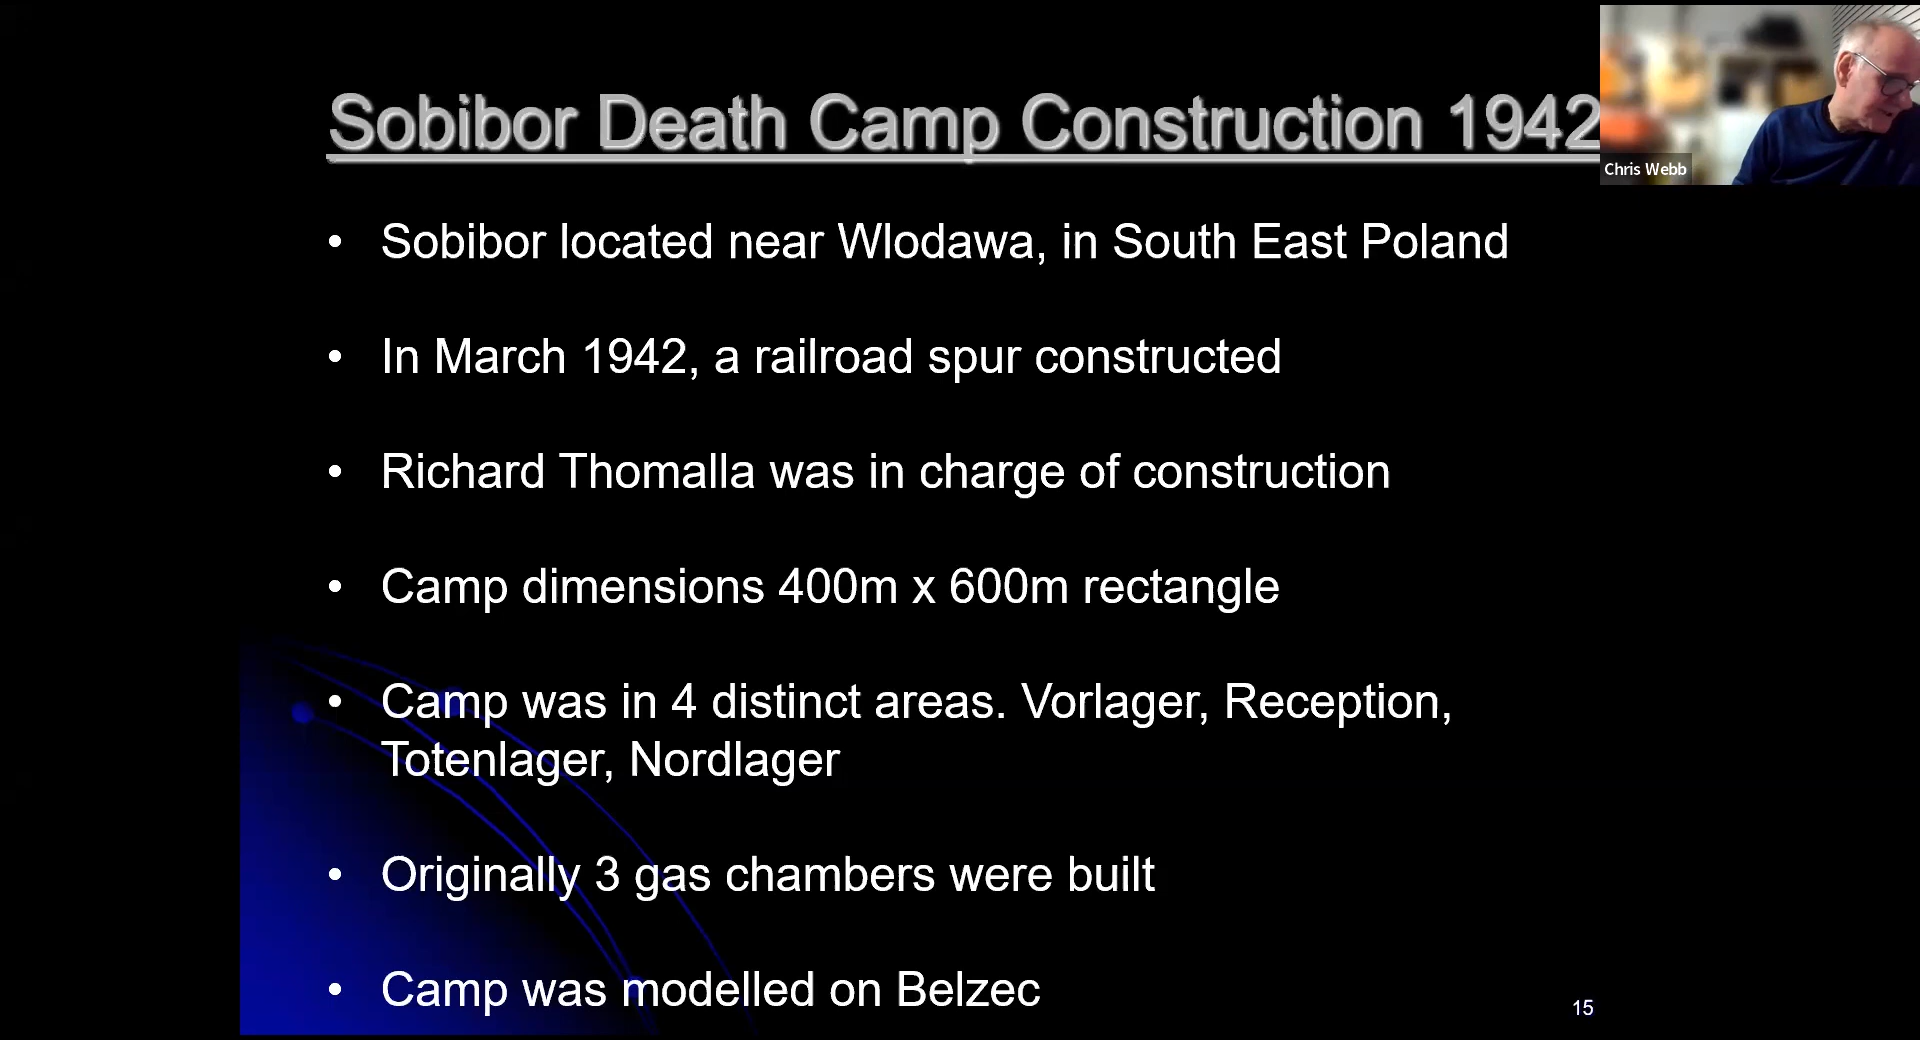 Sobibor Death Camp Construction 1942
Chris Webb
• Sobibor located near Wlodawa, in South East Poland
• In March 1942, a railroad spur constructed
• Richard Thomalla was in charge of construction
• Camp dimensions 400m x 600m rectangle
• Camp was in 4 distinct areas. Vorlager, Reception,
Totenlager, Nordlager
• Originally 3 gas chambers were built
• Camp was modelled on Belzec
15